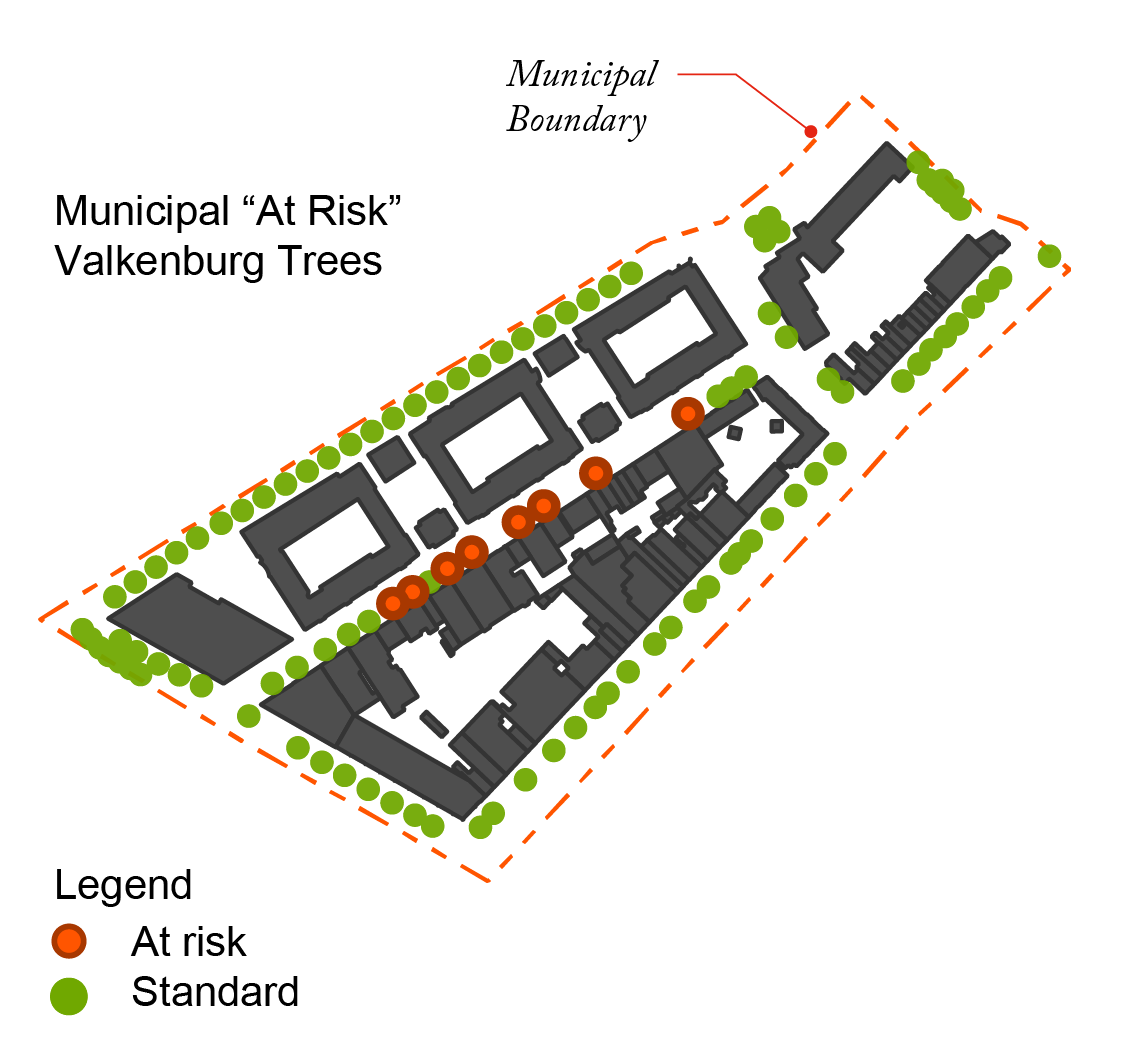 Municipal
Boundary
Municipal “At Risk”
Valkenburg Trees
Legend
At risk
Standard